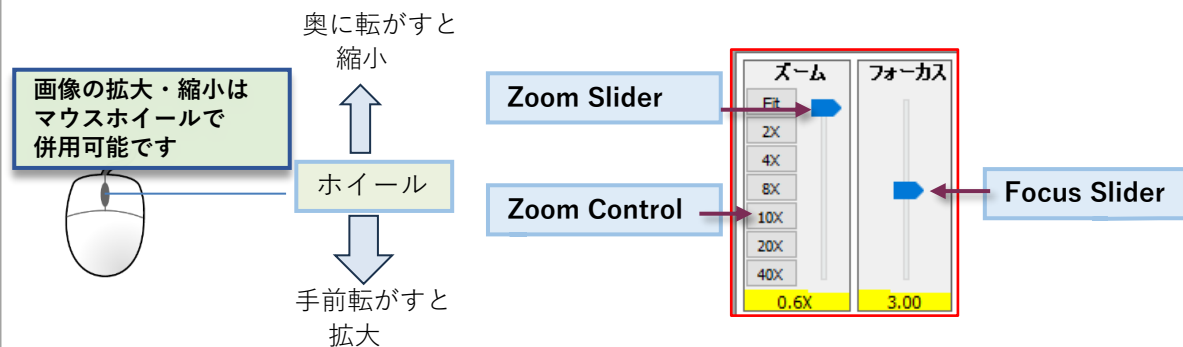 奥に転がすと
縮小
画像の拡大・縮小は
マウスホイールで
併用可能です
ホイール
手前転がすと
拡大
Zoom Slider
Zoom Control
ズーム
Fit
2X
4X
8X
10X
20X
40X
0.6X
フォーカス
3.00
Focus Slider